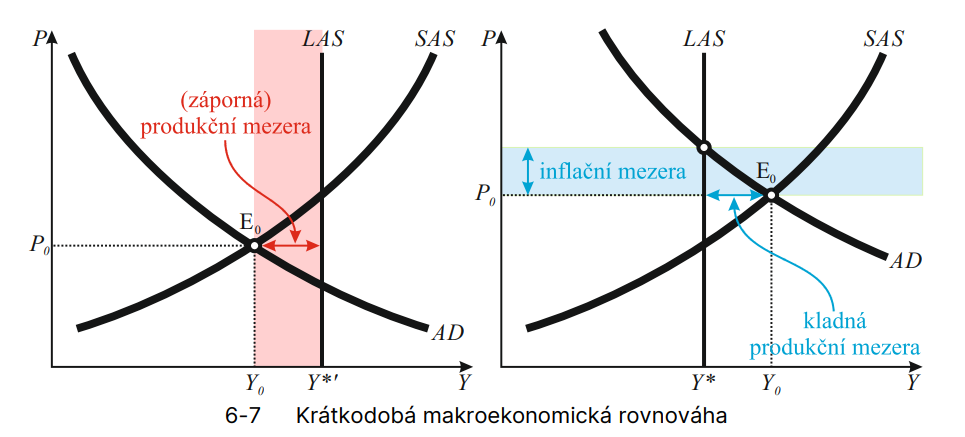 P
LAS
SAS
(záporná)
produkční mezera
E₀
P₀
AD
Y₀
Y*'
Y
P
LAS
SAS
inflační mezera
E₀
P₀
AD
kladná
produkční mezera
Y*
Y₀
Y
6-7 Krátkodobá makroekonomická rovnováha